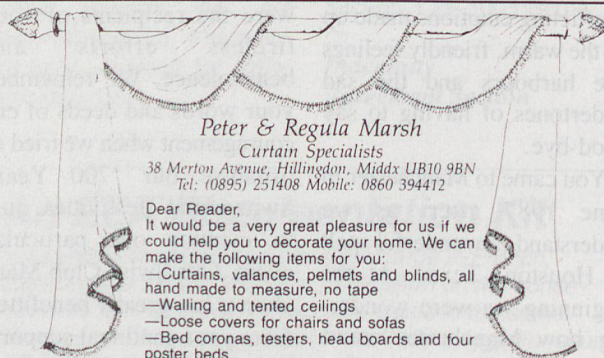 Peter & Regula Marsh
Curtain Specialists
38 Merton Avenue, Hillingdon, Middx UB10 9BN
Tel: (0895) 251408 Mobile: 0860 394412
Dear Reader,
It would be a very great pleasure for us if we
could help you to decorate your home. We can
make the following items for you:
—Curtains, valances, pelmets and blinds, all
hand made to measure, no tape
—Walling and tented ceilings
—Loose covers for chairs and sofas
—Bed coronas, testers, head boards and four
poster beds